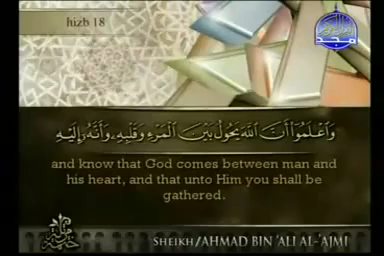 hizb 18
المجد
وَاعْلَمُوا أَنَّ اللَّهَ يَحُولُ بَيْنَ الْمَرْءِ وَقَلْبِهِ وَأَنَّهُ إِلَيْهِ
and know that God comes between man and
his heart, and that unto Him you shall be
gathered.
SHEIKH/AHMAD BIN 'ALI AL-'AJMI